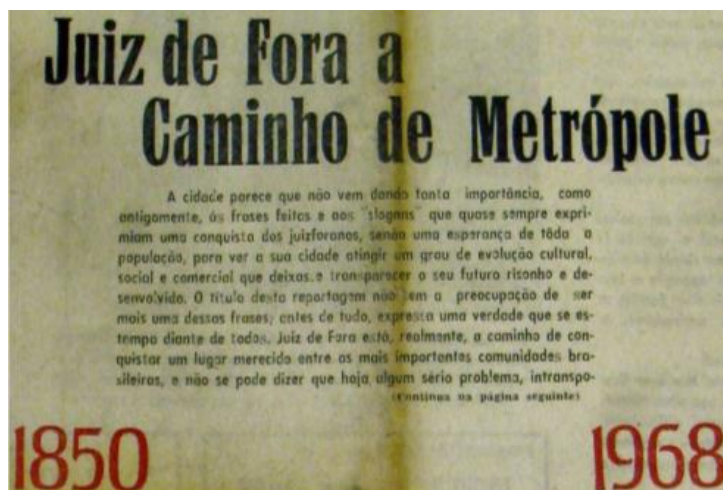 Juiz de Fora a
Caminho de Metrópole
A cidade parece que não vem dando tanta importância, como
antigamente, às frases feitas e aos "slogans" que quase sempre expri-
miam uma conquista dos juizforanos, senão uma esperança de tôda a
população, para ver a sua cidade atingir um grau de evolução cultural,
social e comercial que deixasse transparecer o seu futuro risonho e de-
senvolvido. O título desta reportagem não tem a preocupação de ser
mais uma dessas frases; antes de tudo, expressa uma verdade que se es-
tempa diante de todos. Juiz de Fora está, realmente, a caminho de con-
quistar um lugar merecido entre as mais importantes comunidades bra-
sileiras, e não se pode dizer que haja algum sério problema, intranspo-
(Continua na página seguinte)
1850 1968